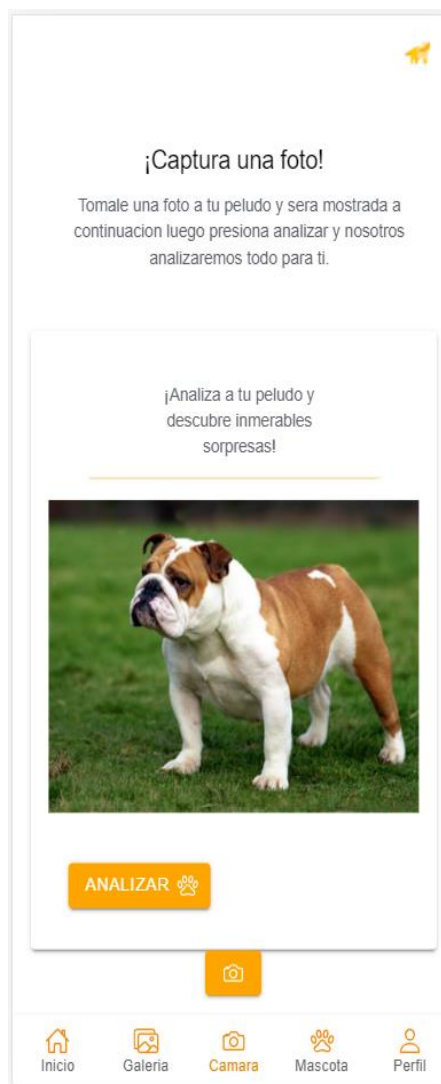 ¡Captura una foto!
Tomale una foto a tu peludo y sera mostrada a
continuacion luego presiona analizar y nosotros
analizaremos todo para ti.
¡Analiza a tu peludo y
descubre inmerables
sorpresas!
ANALIZAR
Inicio
Galeria
Camara
Mascota
Perfil